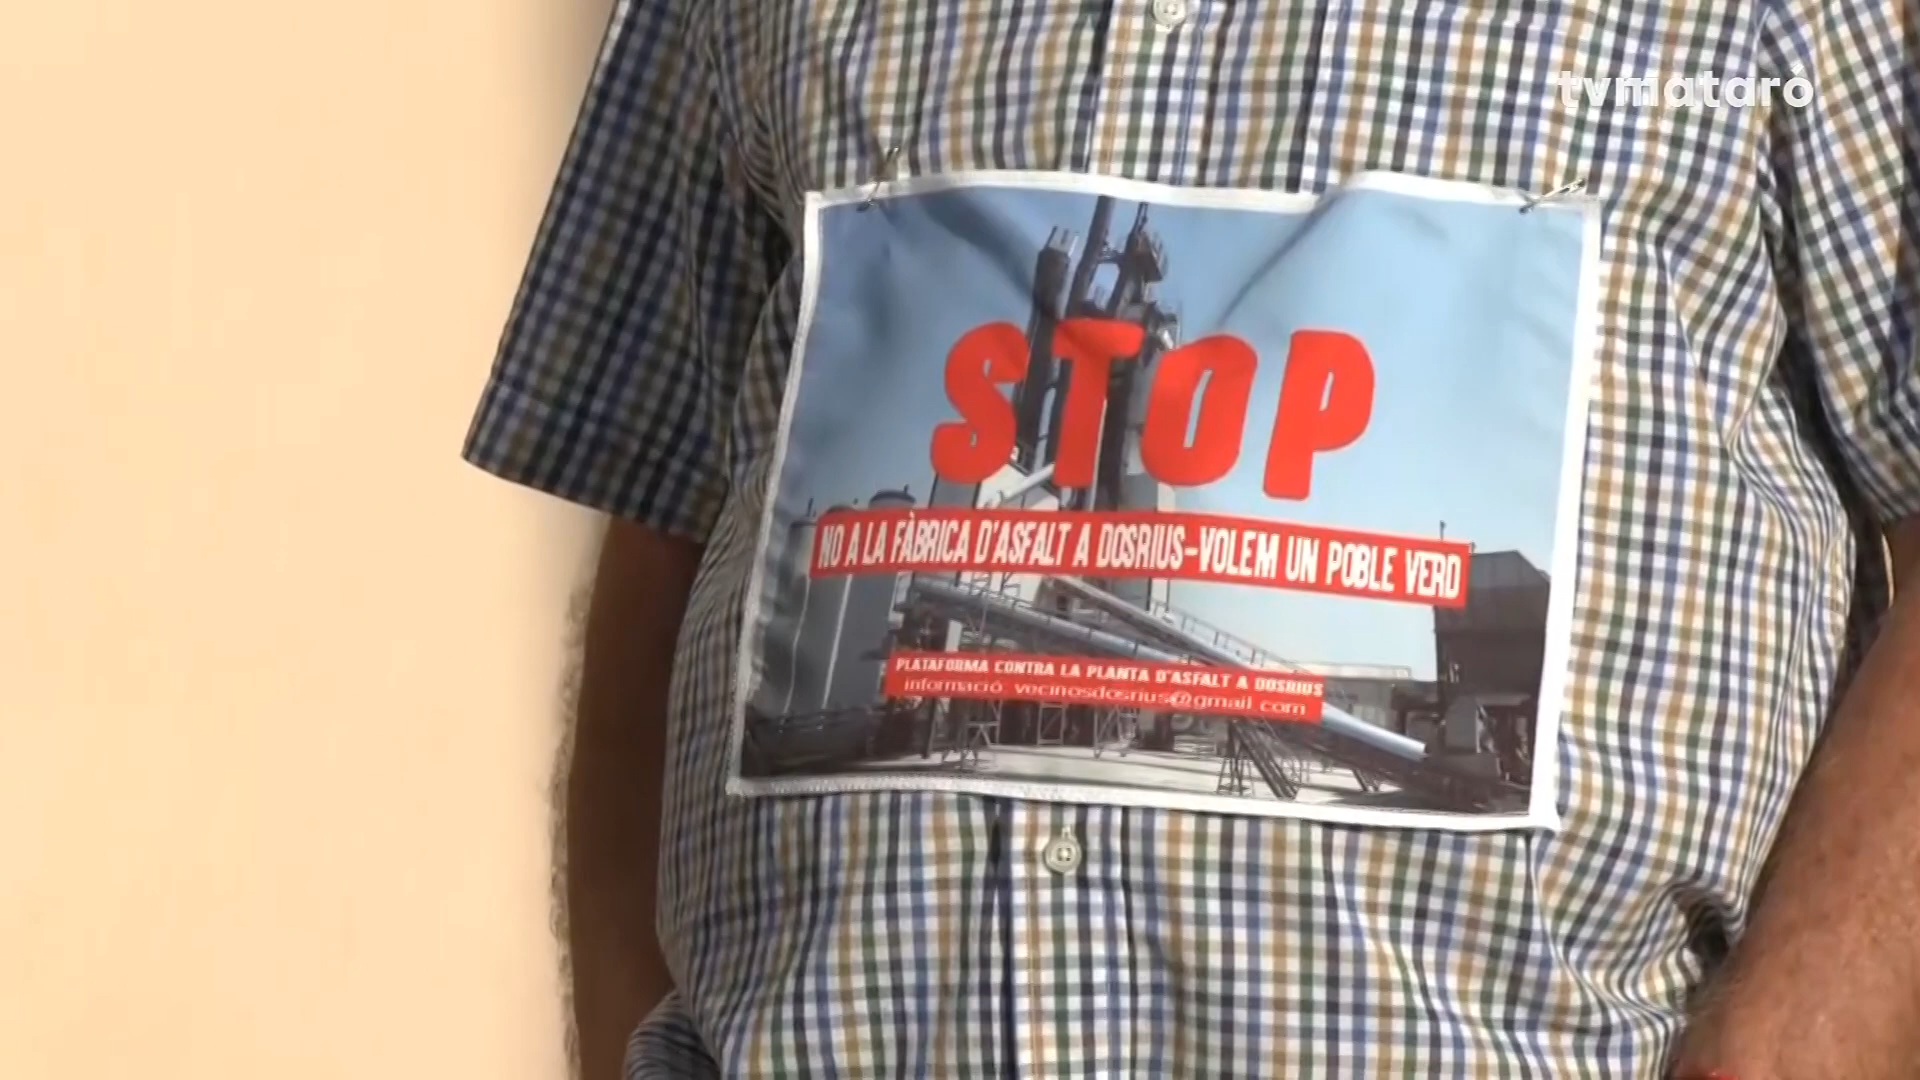 tvmataró
STOP
NO A LA FÀBRICA D'ASFALT A DOSRIUS-VOLEM UN POBLE VERD
PLATAFORMA CONTRA LA PLANTA D'ASFALT A DOSRIUS
informació vecinosdosrius@gmail.com